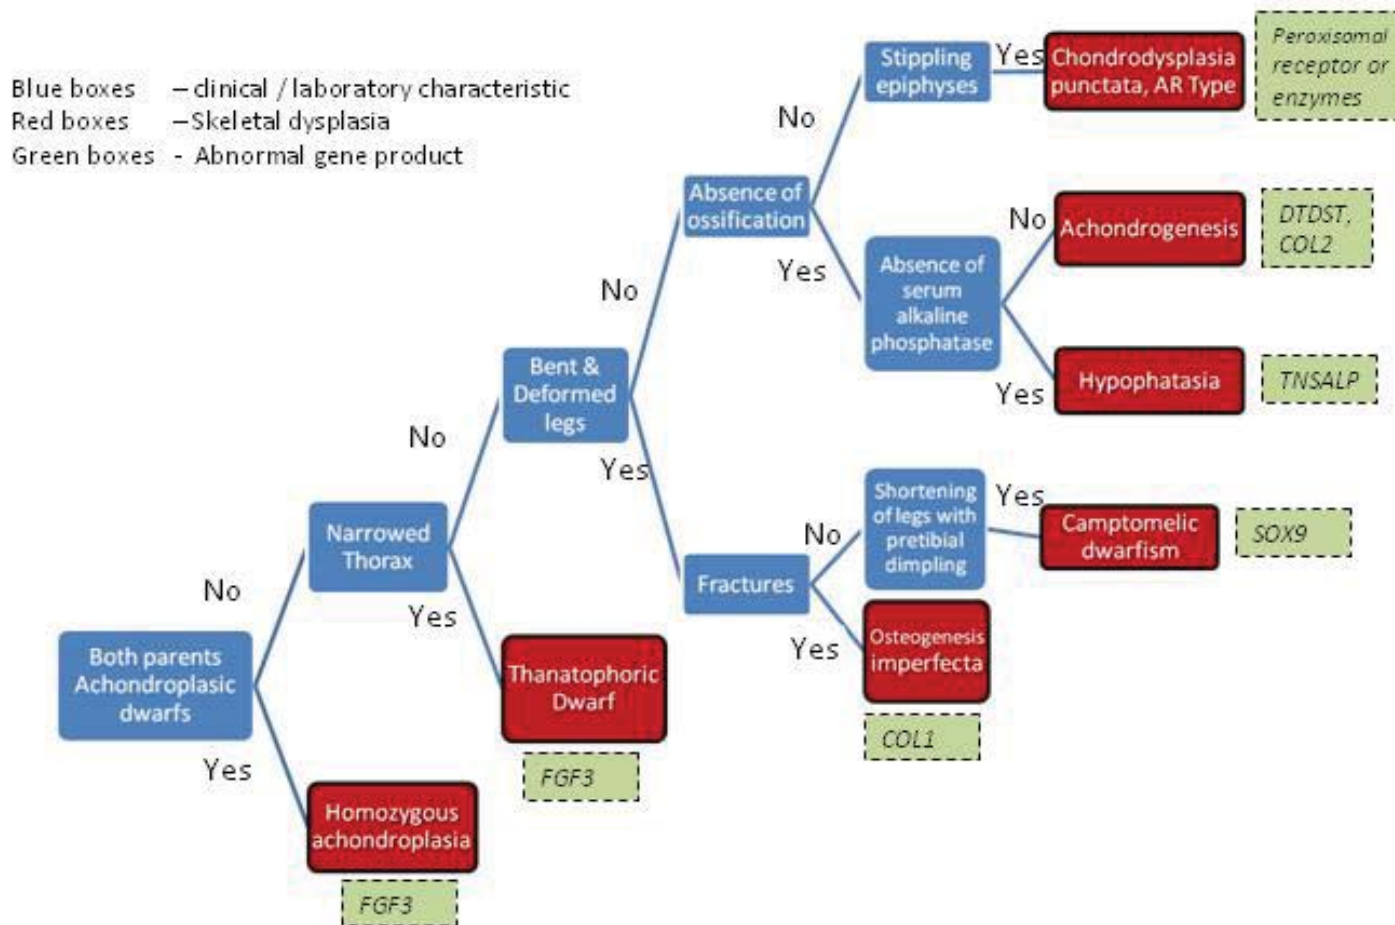 Blue boxes – clinical / laboratory characteristic
Red boxes – Skeletal dysplasia
Green boxes - Abnormal gene product
Both parents
Achondroplasic
dwarfs
No
Yes
Homozygous
achondroplasia
FGF3
Narrowed
Thorax
No
Yes
Thanatophoric
Dwarf
FGF3
Bent &
Deformed
legs
No
Yes
Absence of
ossification
No
Yes
Stippling
epiphyses
Yes
Chondrodysplasia
punctata, AR Type
Peroxisomal
receptor or
enzymes
Absence of
serum
alkaline
phosphatase
No
Achondrogenesis
DTDST,
COL2
Yes
Hypophatasia
TNSALP
Fractures
No
Yes
Shortening
of legs with
pretibial
dimpling
Yes
Camptomelic
dwarfism
SOX9
Osteogenesis
imperfecta
COL1